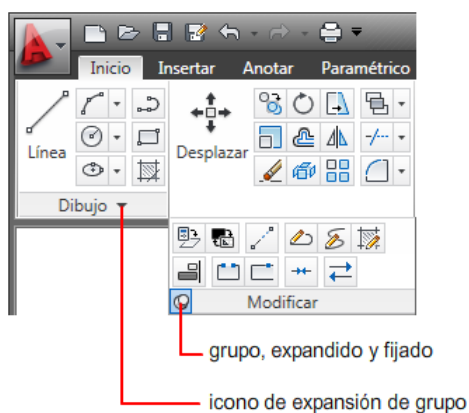 Inicio Insertar Anotar Paramétrico
Línea
Desplazar
Dibujo
Modificar
grupo, expandido y fijado
icono de expansión de grupo